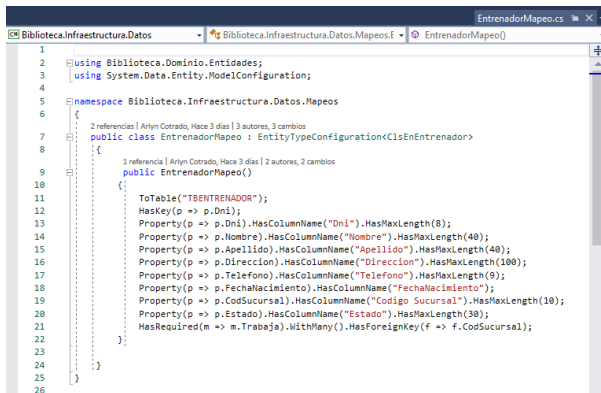 EntrenadorMapeo.cs
Biblioteca.Infraestructura.Datos
Biblioteca.Infraestructura.Datos.Mapeos.E
EntrenadorMapeo()
1
2 using Biblioteca.Dominio.Entidades;
3 using System.Data.Entity.ModelConfiguration;
4
5 namespace Biblioteca.Infraestructura.Datos.Mapeos
6 {
2 referencias | Arlyn Cotrado, Hace 3 días | 3 autores, 3 cambios
7 public class EntrenadorMapeo : EntityTypeConfiguration<ClsEnEntrenador>
8 {
1 referencia | Arlyn Cotrado, Hace 3 días | 2 autores, 2 cambios
9 public EntrenadorMapeo()
10 {
11 ToTable("TBENTRENADOR");
12 HasKey(p => p.Dni);
13 Property(p => p.Dni).HasColumnName("Dni").HasMaxLength(8);
14 Property(p => p.Nombre).HasColumnName("Nombre").HasMaxLength(40);
15 Property(p => p.Apellido).HasColumnName("Apellido").HasMaxLength(40);
16 Property(p => p.Direccion).HasColumnName("Direccion").HasMaxLength(100);
17 Property(p => p.Telefono).HasColumnName("Telefono").HasMaxLength(9);
18 Property(p => p.FechaNacimiento).HasColumnName("FechaNacimiento");
19 Property(p => p.CodSucursal).HasColumnName("Codigo Sucursal").HasMaxLength(10);
20 Property(p => p.Estado).HasColumnName("Estado").HasMaxLength(30);
21 HasRequired(m => m.Trabaja).WithMany().HasForeignKey(f => f.CodSucursal);
22 }
23
24 }
25 }
26